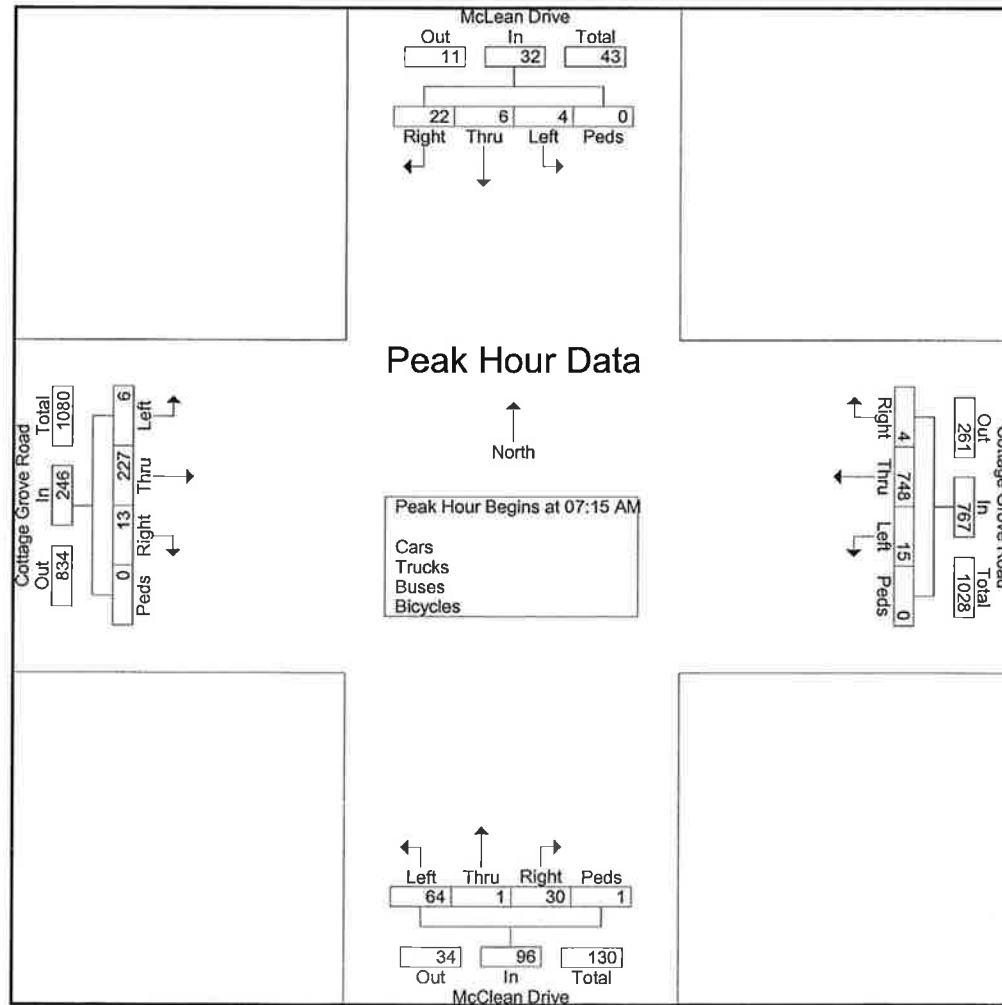 McLean Drive
Out In Total
11 32 43
22 6 4 0
Right Thru Left Peds
Peak Hour Data
North
Peak Hour Begins at 07:15 AM
Cars
Trucks
Buses
Bicycles
Cottage Grove Road
Out In Total
834 246 1080
Left Thru Right Peds
6 227 13 0
Cottage Grove Road
Out In Total
261 767 1028
4 748 15 0
Right Thru Left Peds
Left Thru Right Peds
64 1 30 1
34 96 130
Out In Total
McClean Drive